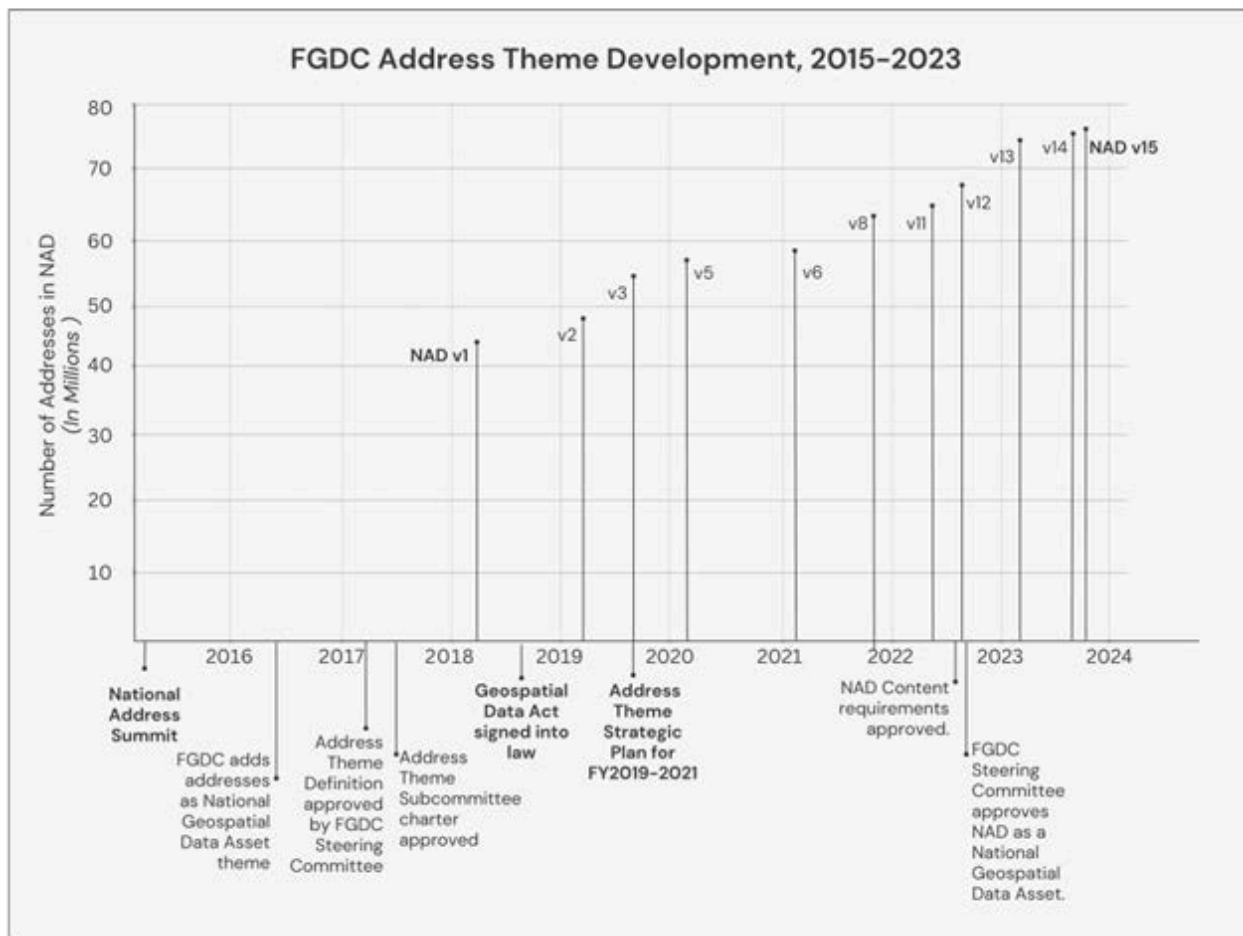 FGDC Address Theme Development, 2015-2023
Number of Addresses in NAD
(In Millions )
80
70
60
50
40
30
20
10
NAD v1
v2
v3
v5
v6
v8
v11
v12
v13
v14
NAD v15
2016
2017
2018
2019
2020
2021
2022
2023
2024
National
Address
Summit
FGDC adds
addresses
as National
Geospatial
Data Asset
theme
Address
Theme
Definition
approved
by FGDC
Steering
Committee
Address
Theme
Subcommittee
charter
approved
Geospatial
Data Act
signed into
law
Address
Theme
Strategic
Plan for
FY2019-2021
NAD Content
requirements
approved.
FGDC
Steering
Committee
approves
NAD as a
National
Geospatial
Data Asset.